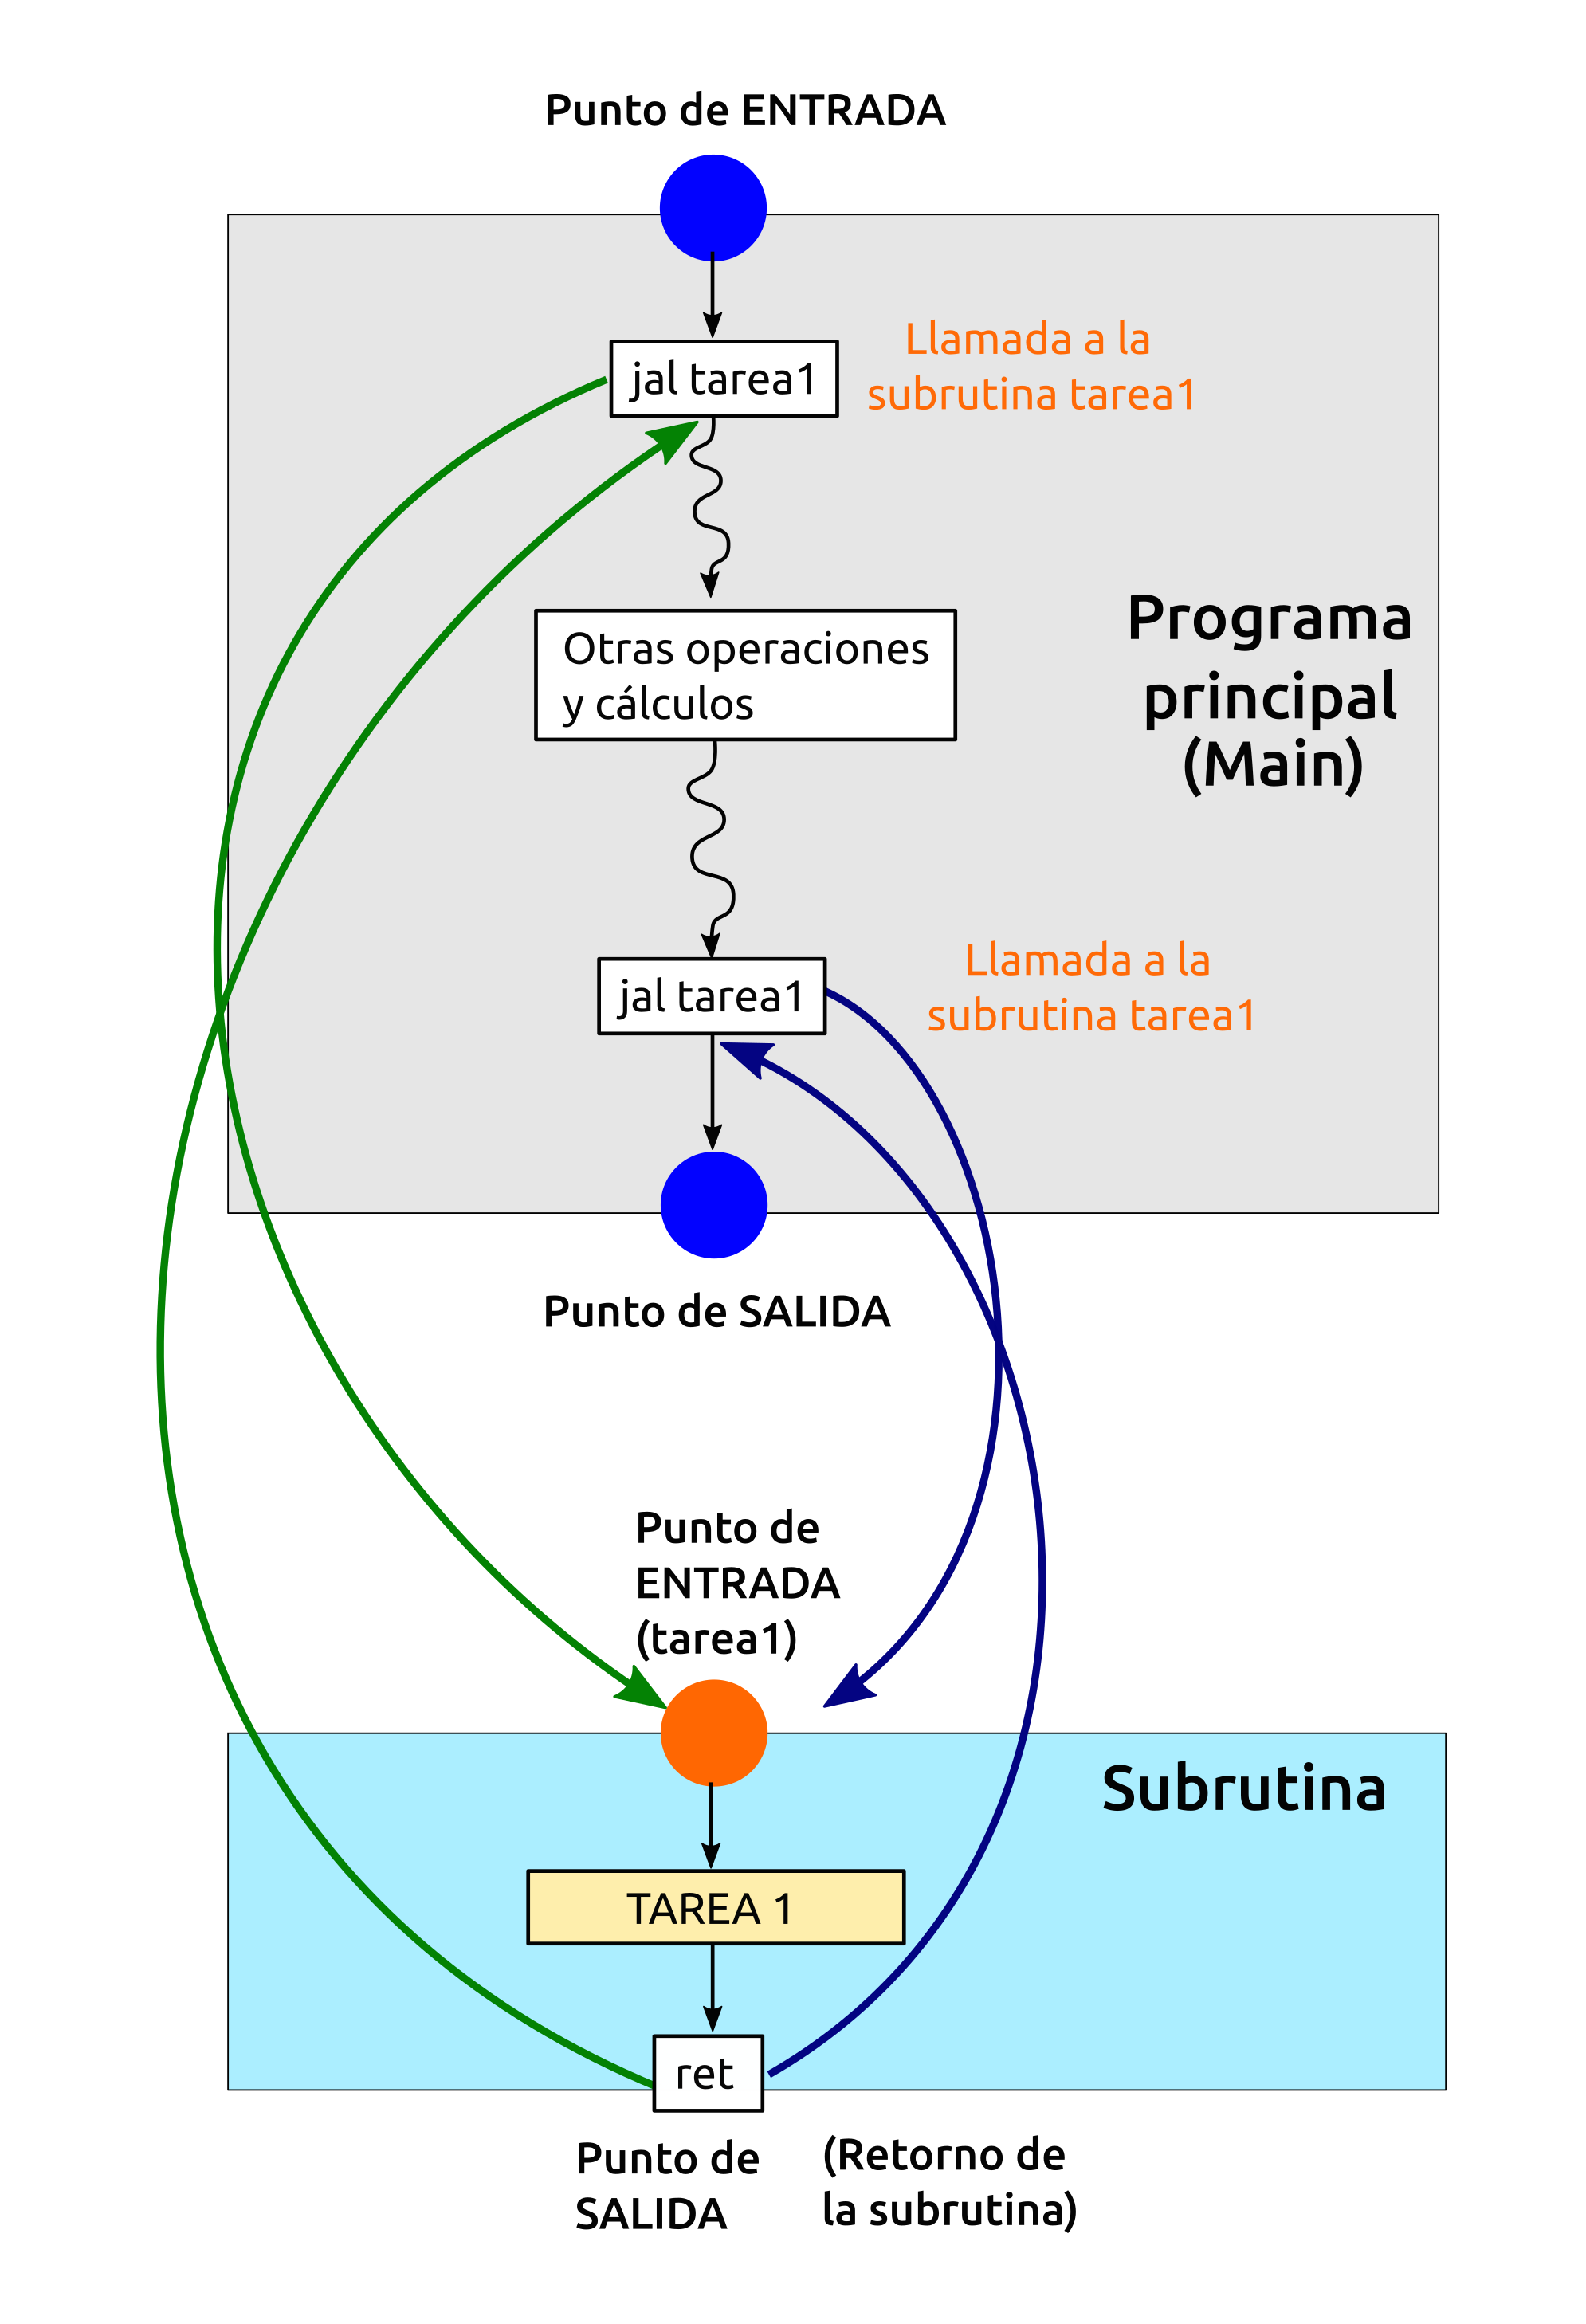 Punto de ENTRADA
jal tarea1
Llamada a la
subrutina tarea1
Otras operaciones
y cálculos
Programa
principal
(Main)
jal tarea1
Llamada a la
subrutina tarea1
Punto de SALIDA
Punto de
ENTRADA
(tarea1)
Subrutina
TAREA 1
ret
Punto de
SALIDA
(Retorno de
la subrutina)